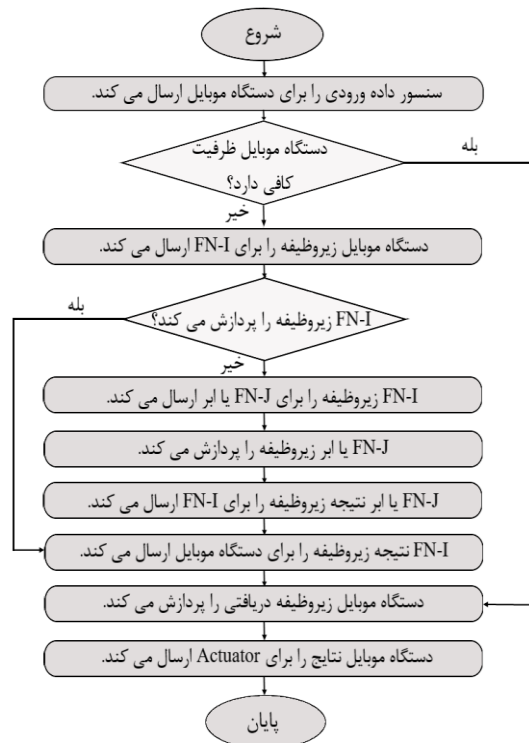 شروع
سنسور داده ورودی را برای دستگاه موبایل ارسال می کند.
دستگاه موبایل ظرفیت
کافی دارد؟
بله
خیر
دستگاه موبایل زیروظیفه را برای FN-I ارسال می کند.
FN-I زیروظیفه را پردازش می کند؟
بله
خیر
FN-I زیروظیفه را برای FN-J یا ابر ارسال می کند.
FN-J یا ابر زیروظیفه را پردازش می کند.
FN-J یا ابر نتیجه زیروظیفه را برای FN-I ارسال می کند.
FN-I نتیجه زیروظیفه را برای دستگاه موبایل ارسال می کند.
دستگاه موبایل زیروظیفه دریافتی را پردازش می کند.
دستگاه موبایل نتایج را برای Actuator ارسال می کند.
پایان